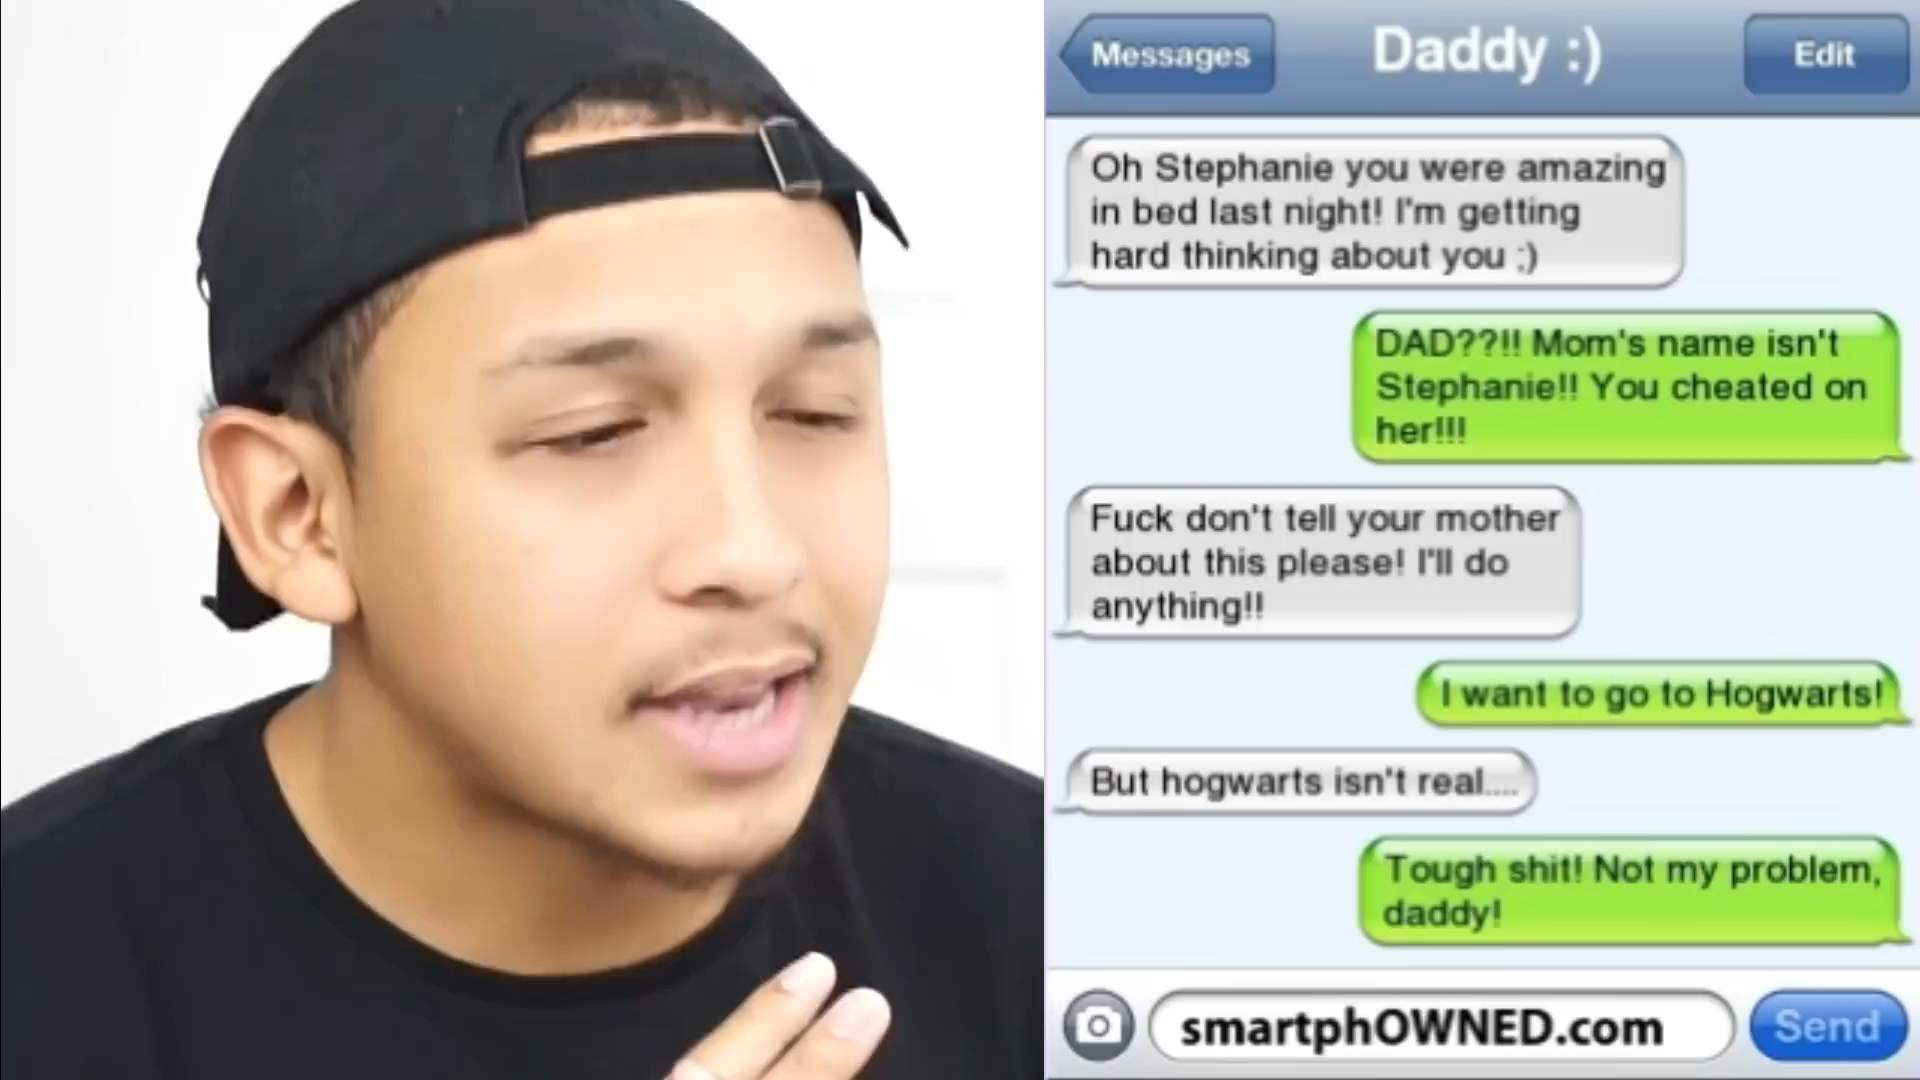 Messages
Daddy :)
Edit
Oh Stephanie you were amazing
in bed last night! I'm getting
hard thinking about you ;)
DAD??!! Mom's name isn't
Stephanie!! You cheated on
her!!!
Fuck don't tell your mother
about this please! I'll do
anything!!
I want to go to Hogwarts!
But hogwarts isn't real....
Tough shit! Not my problem,
daddy!
smartphOWNED.com
Send